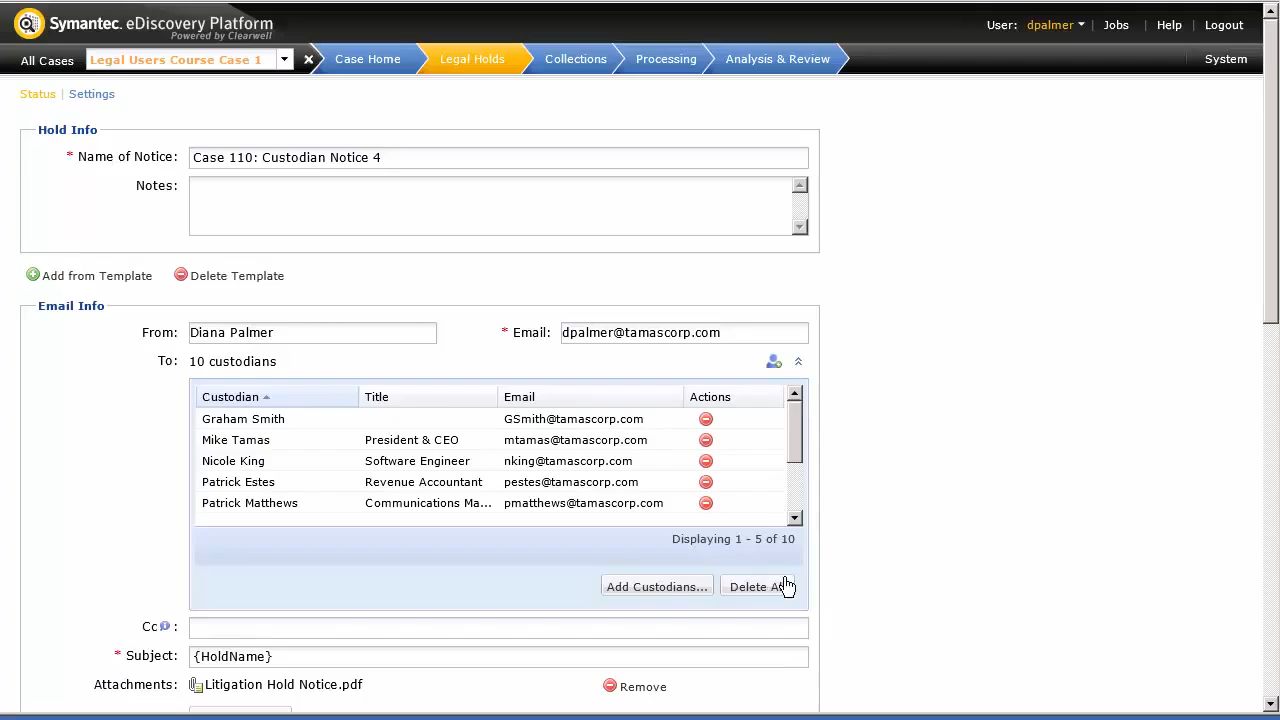 Symantec. eDiscovery Platform
Powered by Clearwell
User: dpalmer Jobs Help Logout
All Cases Legal Users Course Case 1 Case Home Legal Holds Collections Processing Analysis & Review System
Status | Settings
Hold Info
* Name of Notice: Case 110: Custodian Notice 4
Notes:
Add from Template Delete Template
Email Info
From: Diana Palmer * Email: dpalmer@tamascorp.com
To: 10 custodians
Custodian Title Email Actions
Graham Smith GSmith@tamascorp.com
Mike Tamas President & CEO mtamas@tamascorp.com
Nicole King Software Engineer nking@tamascorp.com
Patrick Estes Revenue Accountant pestes@tamascorp.com
Patrick Matthews Communications Ma... pmatthews@tamascorp.com
Displaying 1 - 5 of 10
Add Custodians... Delete
Cc :
* Subject: {HoldName}
Attachments: Litigation Hold Notice.pdf Remove